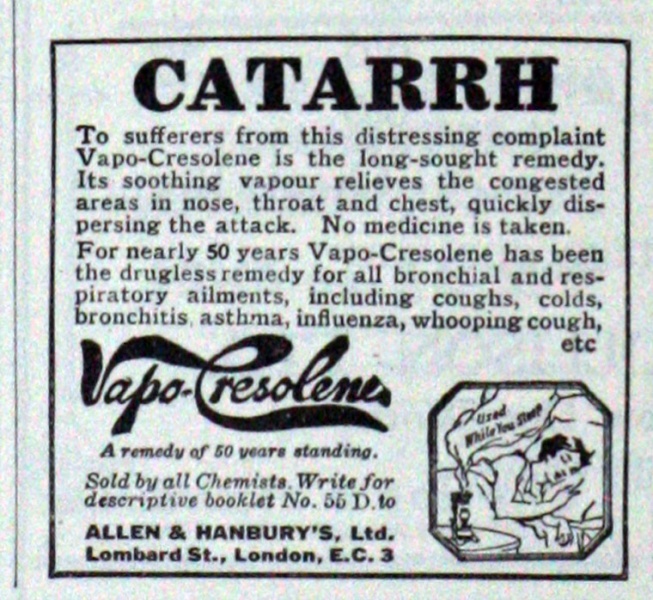 CATARRH
To sufferers from this distressing complaint
Vapo-Cresolene is the long-sought remedy.
Its soothing vapour relieves the congested
areas in nose, throat and chest, quickly dis-
persing the attack. No medicine is taken.
For nearly 50 years Vapo-Cresolene has been
the drugless remedy for all bronchial and res-
piratory ailments, including coughs, colds,
bronchitis, asthma, influenza, whooping cough,
etc
Vapo-Cresolene
A remedy of 50 years standing.
Sold by all Chemists. Write for
descriptive booklet No. 55 D. to
ALLEN & HANBURY'S, Ltd.
Lombard St., London, E.C. 3
Used
While You Sleep